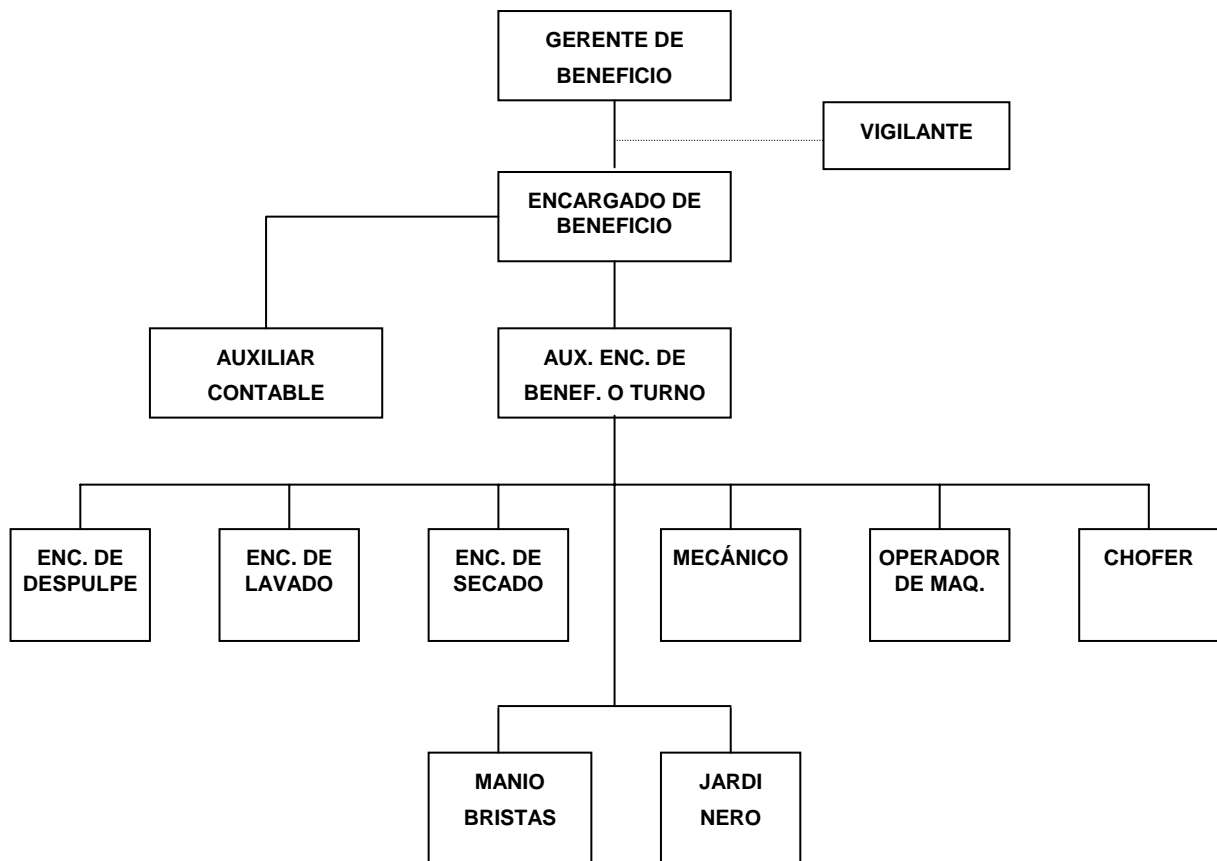 GERENTE DE
BENEFICIO
VIGILANTE
ENCARGADO DE
BENEFICIO
AUXILIAR
CONTABLE
AUX. ENC. DE
BENEF. O TURNO
ENC. DE
DESPULPE
ENC. DE
LAVADO
ENC. DE
SECADO
MECÁNICO
OPERADOR
DE MAQ.
CHOFER
MANIO
BRISTAS
JARDI
NERO